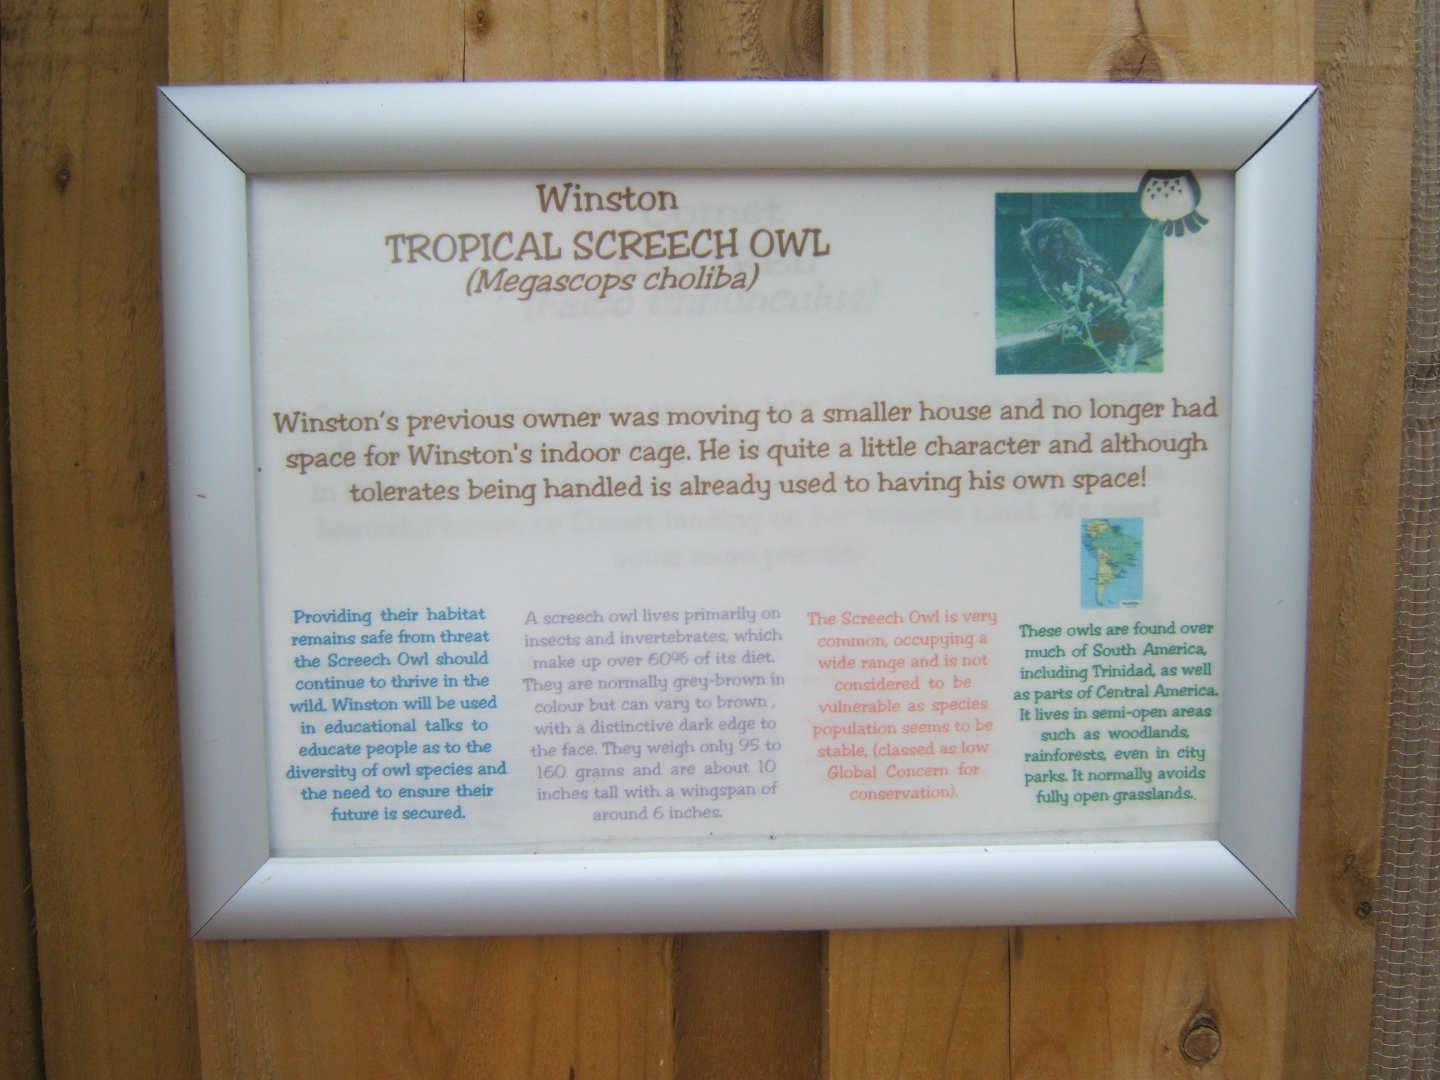 Winston
TROPICAL SCREECH OWL
(Megascops choliba)
Winston's previous owner was moving to a smaller house and no longer had
space for Winston's indoor cage. He is quite a little character and although
tolerates being handled is already used to having his own space!
Providing their habitat
remains safe from threat
the Screech Owl should
continue to thrive in the
wild. Winston will be used
in educational talks to
educate people as to the
diversity of owl species and
the need to ensure their
future is secured.
A screech owl lives primarily on
insects and invertebrates, which
make up over 60% of its diet.
They are normally grey-brown in
colour but can vary to brown ,
with a distinctive dark edge to
the face. They weigh only 95 to
160 grams and are about 10
inches tall with a wingspan of
around 6 inches.
The Screech Owl is very
common, occupying a
wide range and is not
considered to be
vulnerable as species
population seems to be
stable, (classed as low
Global Concern for
conservation).
These owls are found over
much of South America,
including Trinidad, as well
as parts of Central America.
It lives in semi-open areas
such as woodlands,
rainforests, even in city
parks. It normally avoids
fully open grasslands.